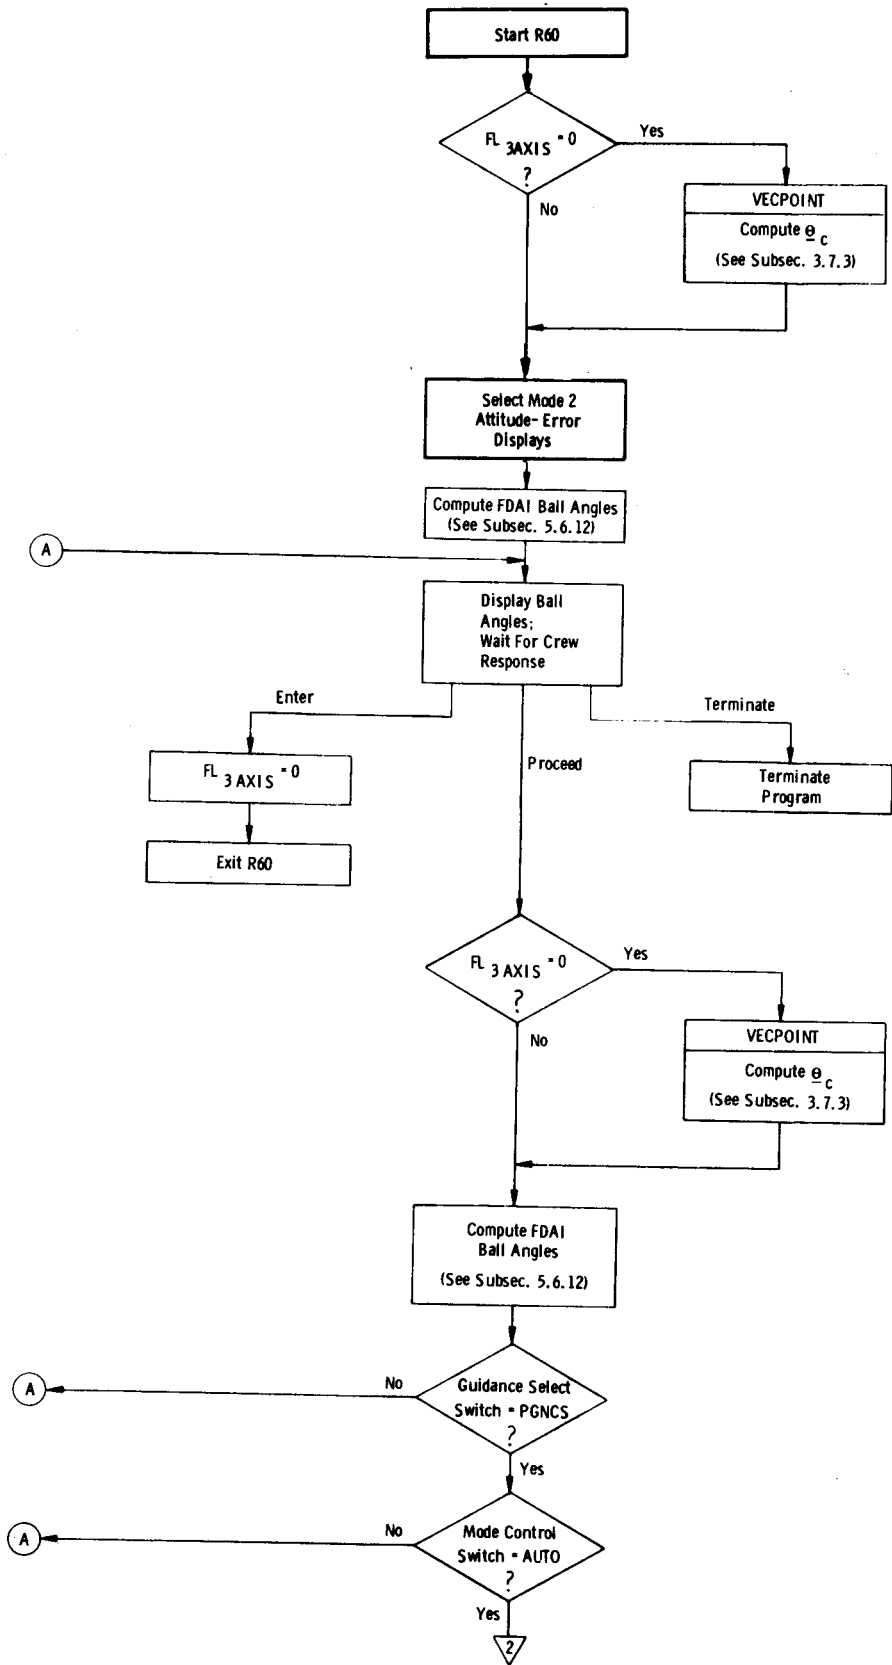 Start R60
FL 3AXIS = 0
?
Yes
No
VECPOINT
Compute θ C
(See Subsec. 3.7.3)
Select Mode 2
Attitude-Error
Displays
Compute FDAI Ball Angles
(See Subsec. 5.6.12)
A
Display Ball
Angles;
Wait For Crew
Response
Enter
Terminate
Proceed
FL 3 AXIS = 0
Exit R60
Terminate
Program
FL 3 AXIS = 0
?
Yes
No
VECPOINT
Compute θ C
(See Subsec. 3.7.3)
Compute FDAI
Ball Angles
(See Subsec. 5.6.12)
A
No
Guidance Select
Switch = PGNCS
?
Yes
A
No
Mode Control
Switch = AUTO
?
Yes
2